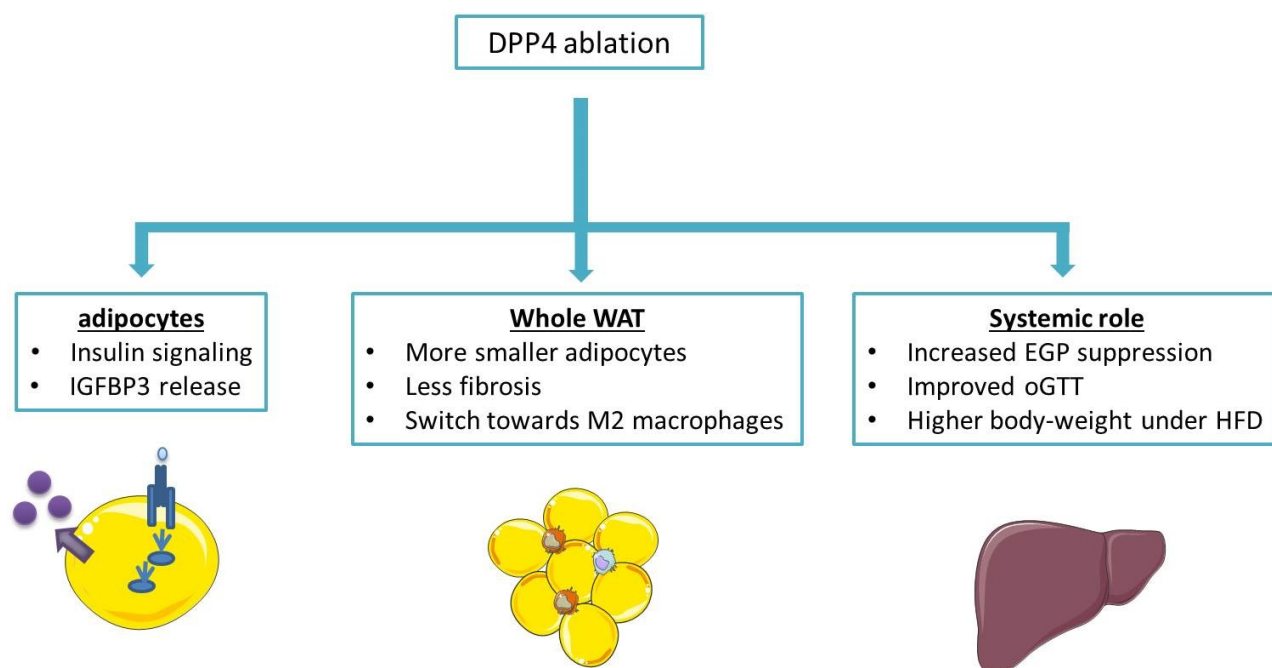 DPP4 ablation
adipocytes
• Insulin signaling
• IGFBP3 release
Whole WAT
• More smaller adipocytes
• Less fibrosis
• Switch towards M2 macrophages
Systemic role
• Increased EGP suppression
• Improved oGTT
• Higher body-weight under HFD